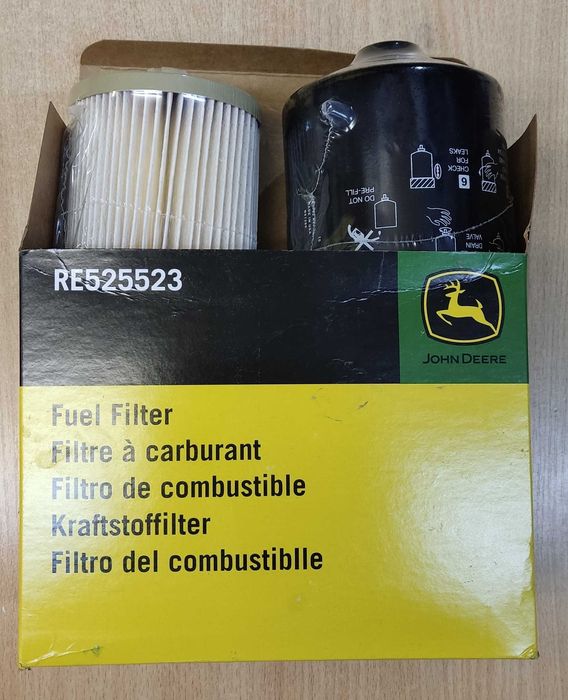 DO NOT
PRE-FILL
6
CHECK
FOR
LEAKS
DRAIN
VALVE
RE525523
JOHN DEERE
Fuel Filter
Filtre à carburant
Filtro de combustible
Kraftstoffilter
Filtro del combustiblle